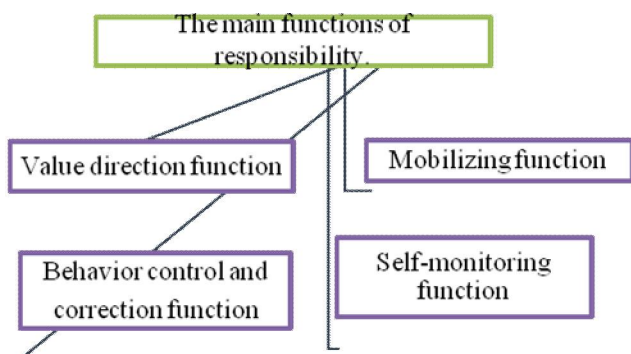 The main functions of
responsibility.
Value direction function
Mobilizing function
Behavior control and
correction function
Self-monitoring
function